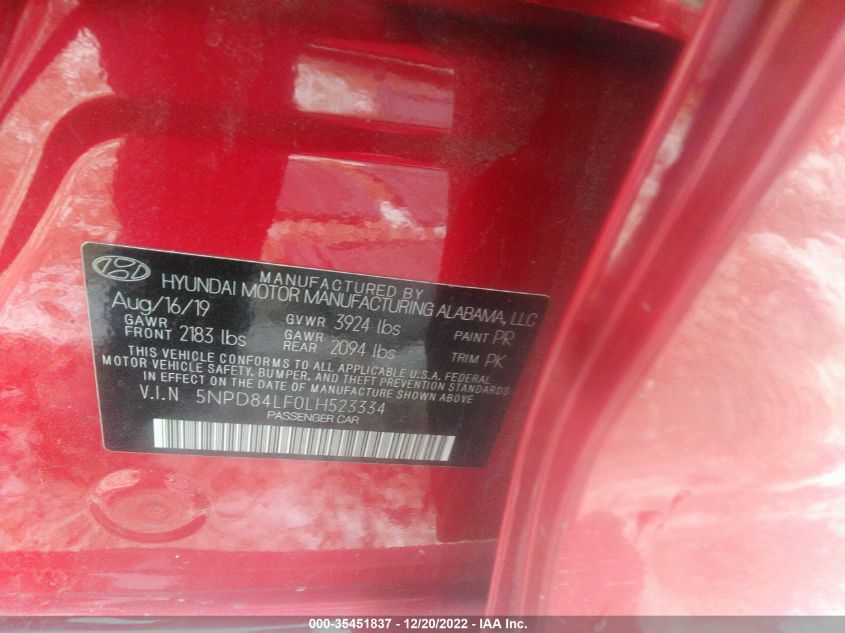 MANUFACTURED BY
HYUNDAI MOTOR MANUFACTURING ALABAMA, LLC
Aug/16/19 GVWR 3924 lbs PAINT PR
GAWR FRONT 2183 lbs GAWR REAR 2094 lbs TRIM PK
THIS VEHICLE CONFORMS TO ALL APPLICABLE U.S.A. FEDERAL
MOTOR VEHICLE SAFETY, BUMPER, AND THEFT PREVENTION STANDARDS
IN EFFECT ON THE DATE OF MANUFACTURE SHOWN ABOVE
V.I.N 5NPD84LF0LH523334
PASSENGER CAR
000-35451837 - 12/20/2022 - IAA Inc.